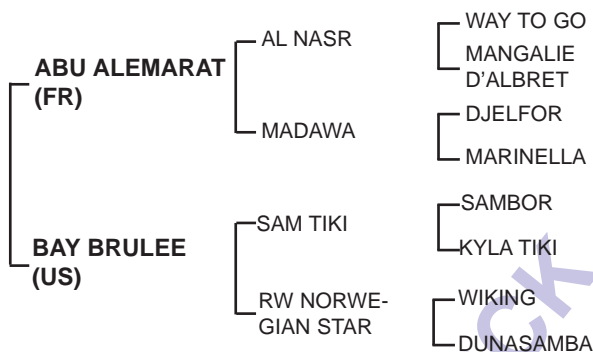 WAY TO GO
AL NASR
MANGALIE
D'ALBRET
ABU ALEMARAT
(FR)
DJELFOR
MADAWA
MARINELLA
SAMBOR
SAM TIKI
KYLA TIKI
BAY BRULEE
(US)
WIKING
RW NORWE-
GIAN STAR
DUNASAMBA
CK